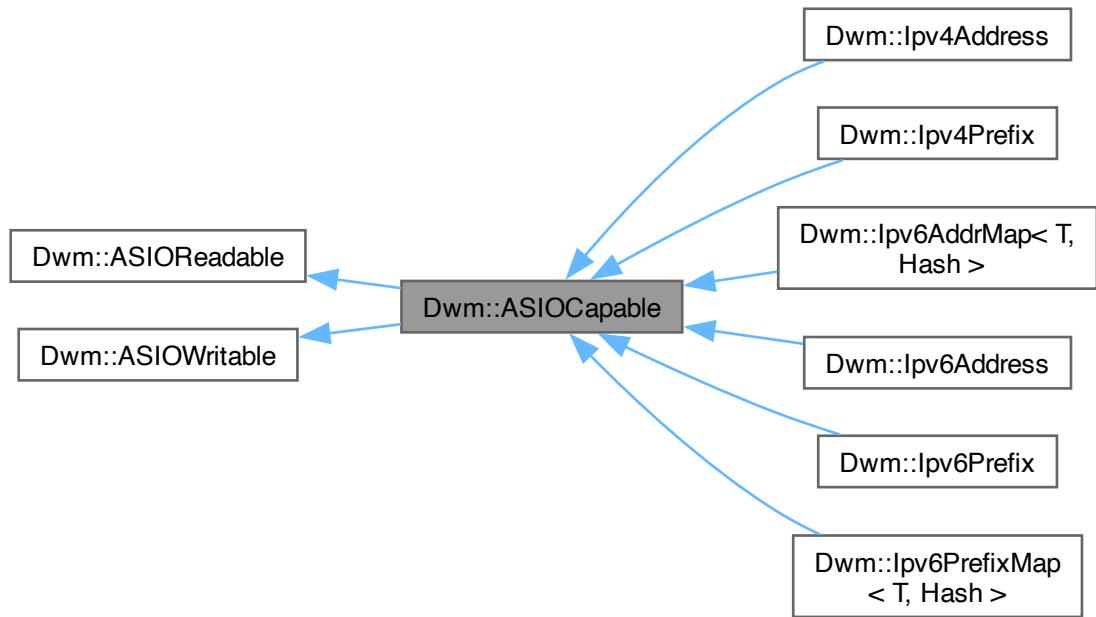 Dwm::ASIOReadable
Dwm::ASIOWritable
Dwm::ASIOCapable
Dwm::Ipv4Address
Dwm::Ipv4Prefix
Dwm::Ipv6AddrMap< T,
Hash >
Dwm::Ipv6Address
Dwm::Ipv6Prefix
Dwm::Ipv6PrefixMap
< T, Hash >